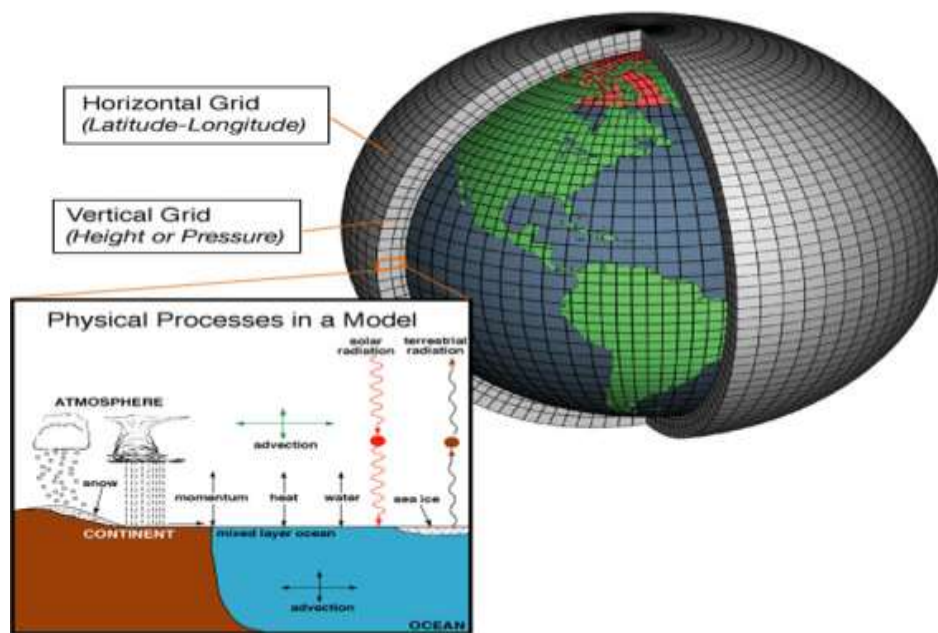 Horizontal Grid
(Latitude-Longitude)
Vertical Grid
(Height or Pressure)
Physical Processes in a Model
solar
radiation
terrestrial
radiation
ATMOSPHERE
advection
snow
momentum
heat
water
sea ice
CONTINENT
mixed layer ocean
advection
OCEAN